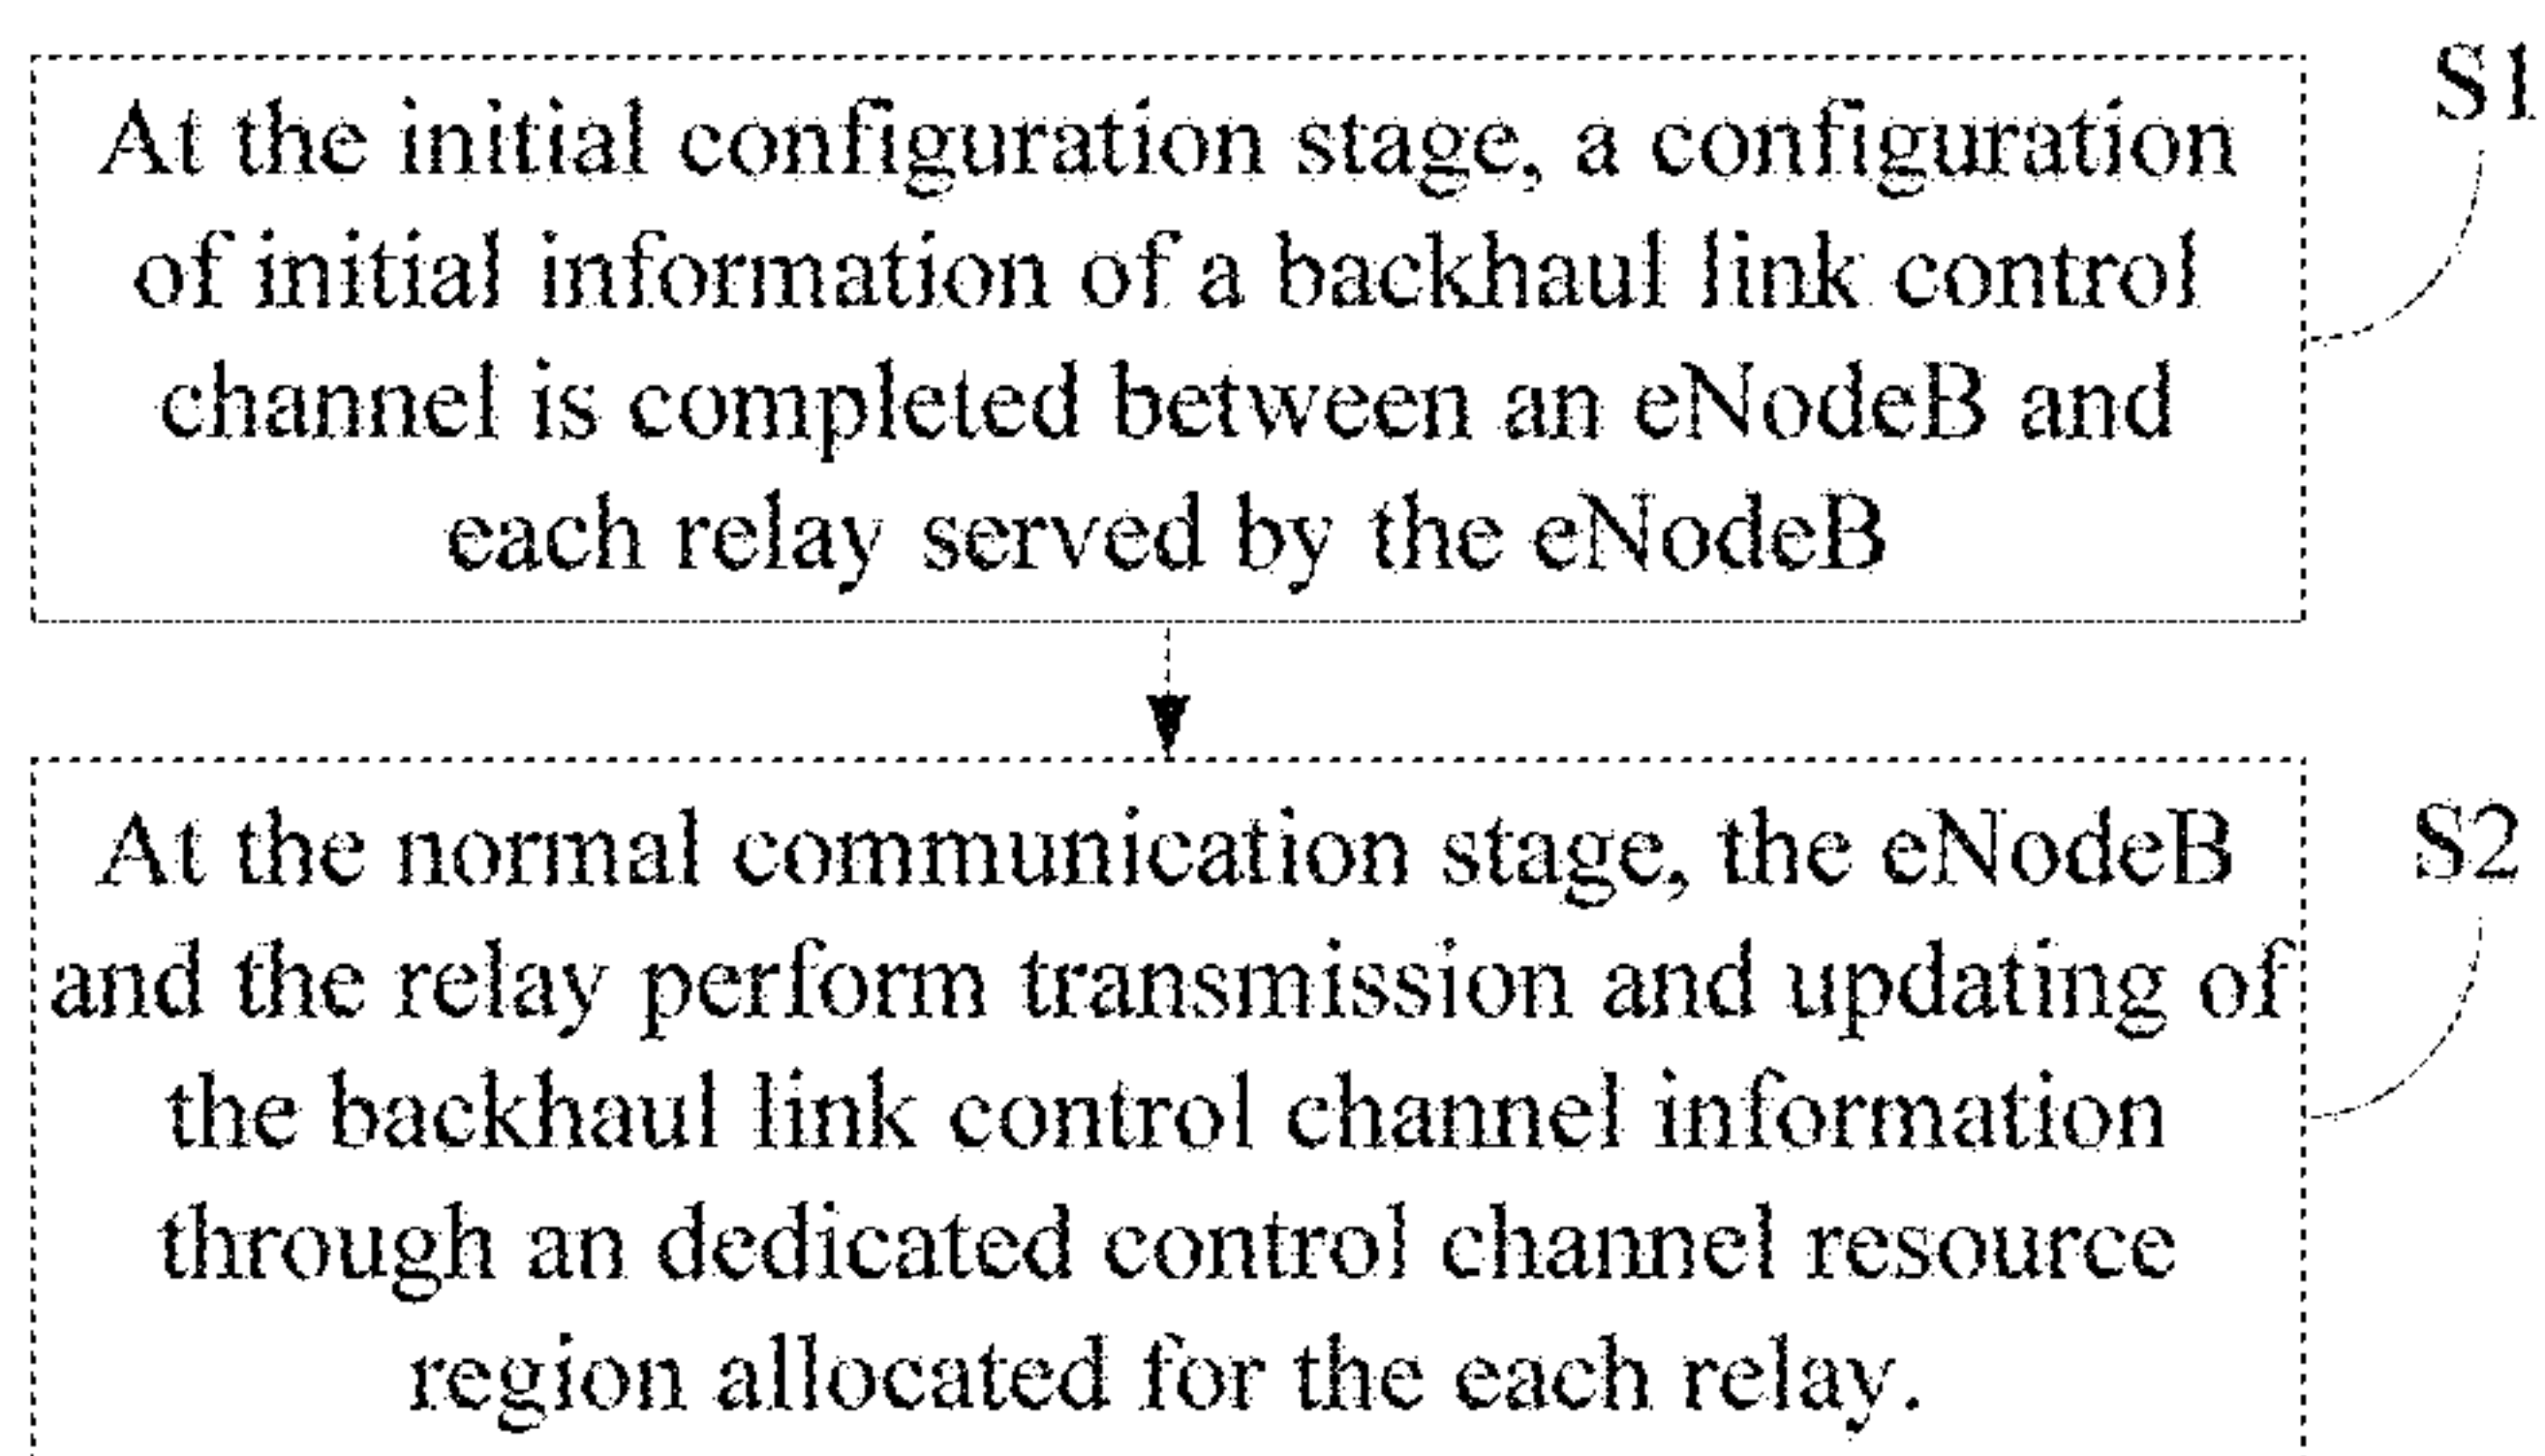 At the initial configuration stage, a configuration
of initial information of a backhaul link control
channel is completed between an eNodeB and
each relay served by the eNodeB
S1
At the normal communication stage, the eNodeB
and the relay perform transmission and updating of
the backhaul link control channel information
through an dedicated control channel resource
region allocated for the each relay.
S2